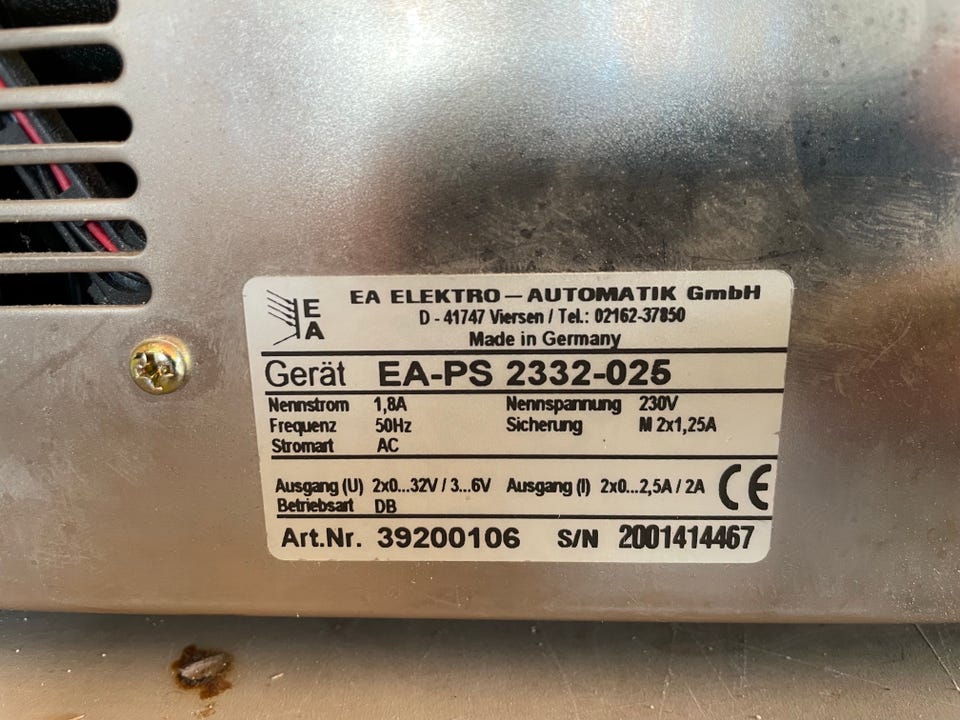 EA
EA ELEKTRO – AUTOMATIK GmbH
D - 41747 Viersen / Tel.: 02162-37850
Made in Germany
Gerät EA-PS 2332-025
Nennstrom 1,8A Nennspannung 230V
Frequenz 50Hz Sicherung M 2x1,25A
Stromart AC
Ausgang (U) 2x0...32V / 3...6V Ausgang (I) 2x0...2,5A / 2A CE
Betriebsart DB
Art.Nr. 39200106 S/N 2001414467